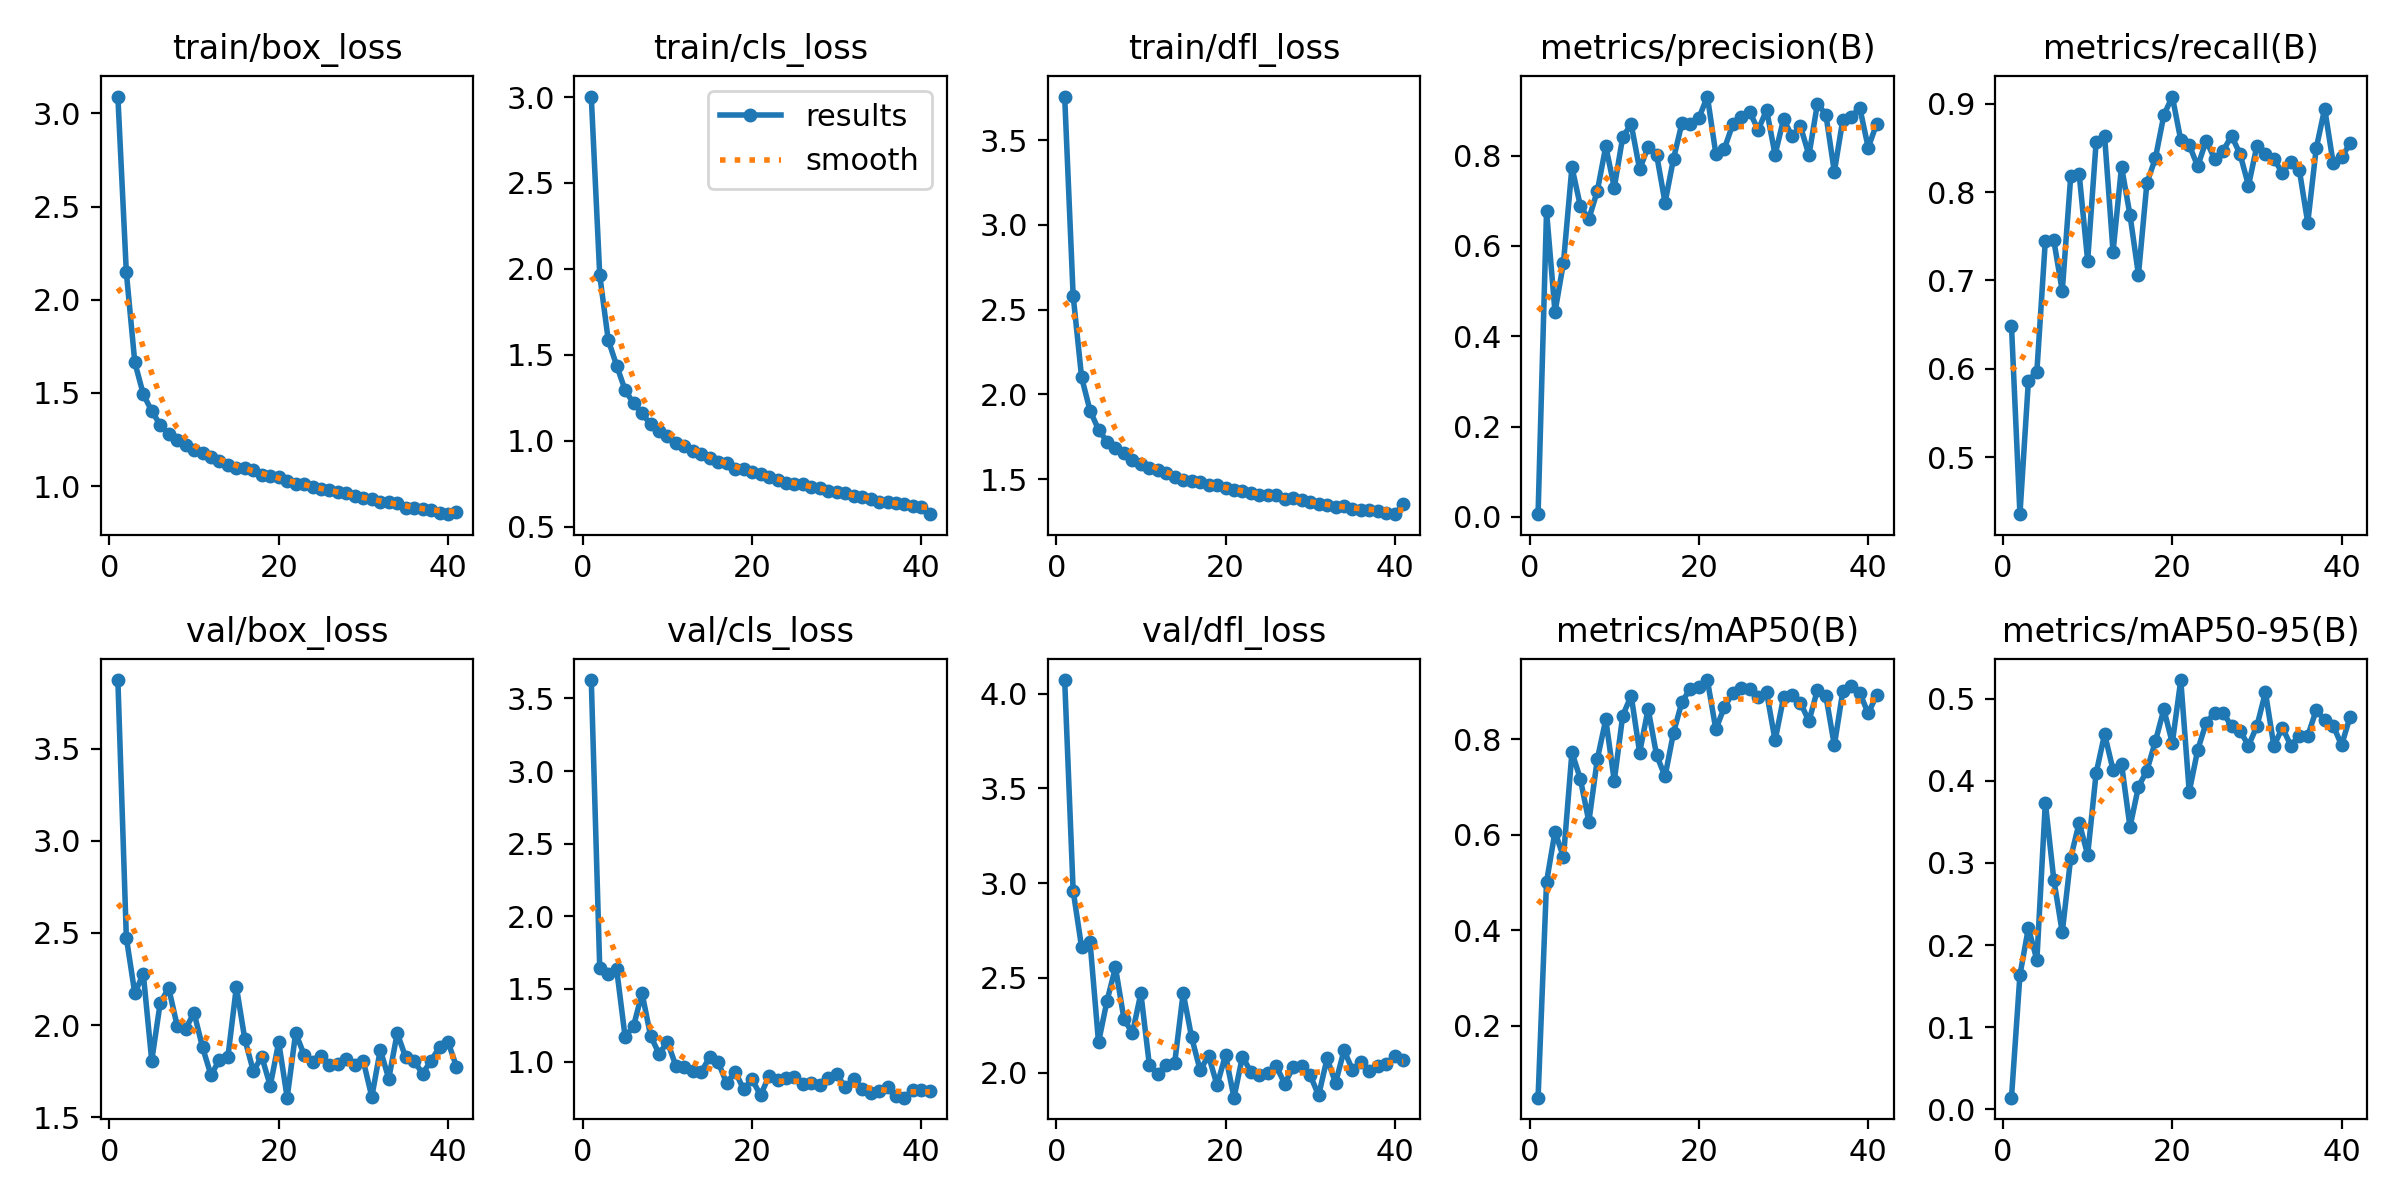 train/box_loss
3.0
2.5
2.0
1.5
1.0
0 20 40
train/cls_loss
results
smooth
3.0
2.5
2.0
1.5
1.0
0.5
0 20 40
train/dfl_loss
3.5
3.0
2.5
2.0
1.5
0 20 40
metrics/precision(B)
0.8
0.6
0.4
0.2
0.0
0 20 40
metrics/recall(B)
0.9
0.8
0.7
0.6
0.5
0 20 40
val/box_loss
3.5
3.0
2.5
2.0
1.5
0 20 40
val/cls_loss
3.5
3.0
2.5
2.0
1.5
1.0
0 20 40
val/dfl_loss
4.0
3.5
3.0
2.5
2.0
0 20 40
metrics/mAP50(B)
0.8
0.6
0.4
0.2
0 20 40
metrics/mAP50-95(B)
0.5
0.4
0.3
0.2
0.1
0.0
0 20 40